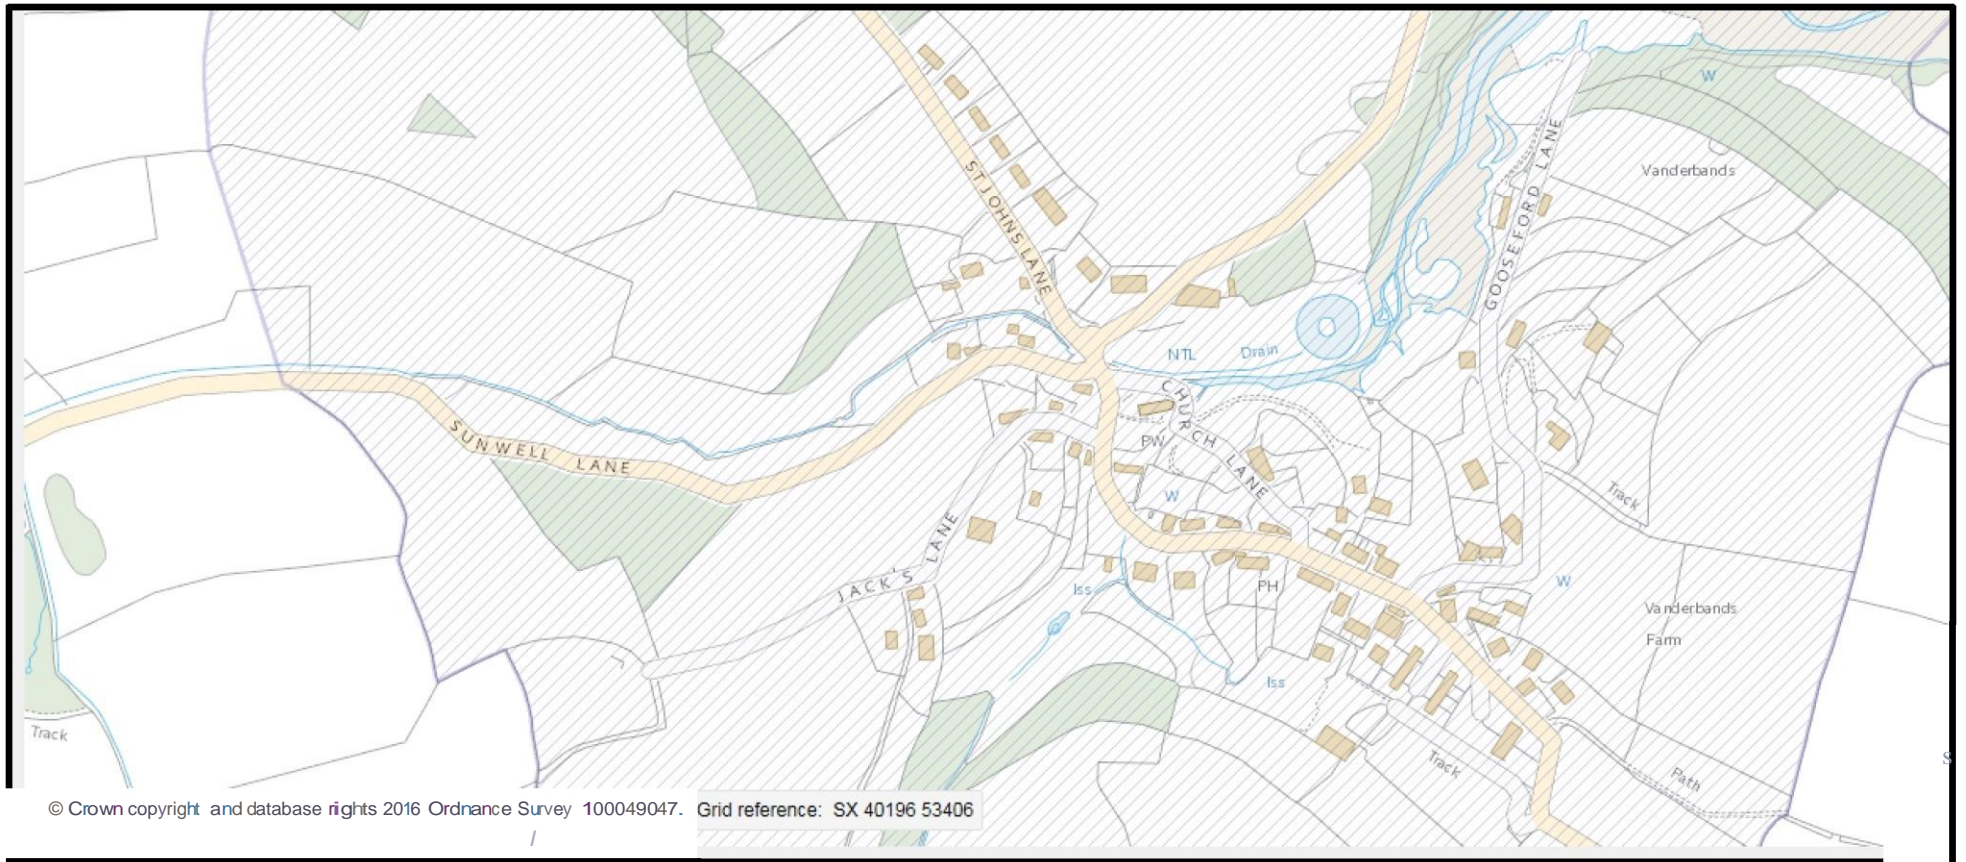 W
GOOSEFORD LANE
Vanderbands
ST JOHNS LANE
NTL
Drain
CHURCH LANE
PW
SUNWELL LANE
W
Track
JACK'S LANE
Iss
PH
W
Vanderbands
Farm
Iss
Track
S
Track
Path
© Crown copyright and database riights 2016 Ordnance Survey 100049047.
Grid reference: SX 40196 53406
/